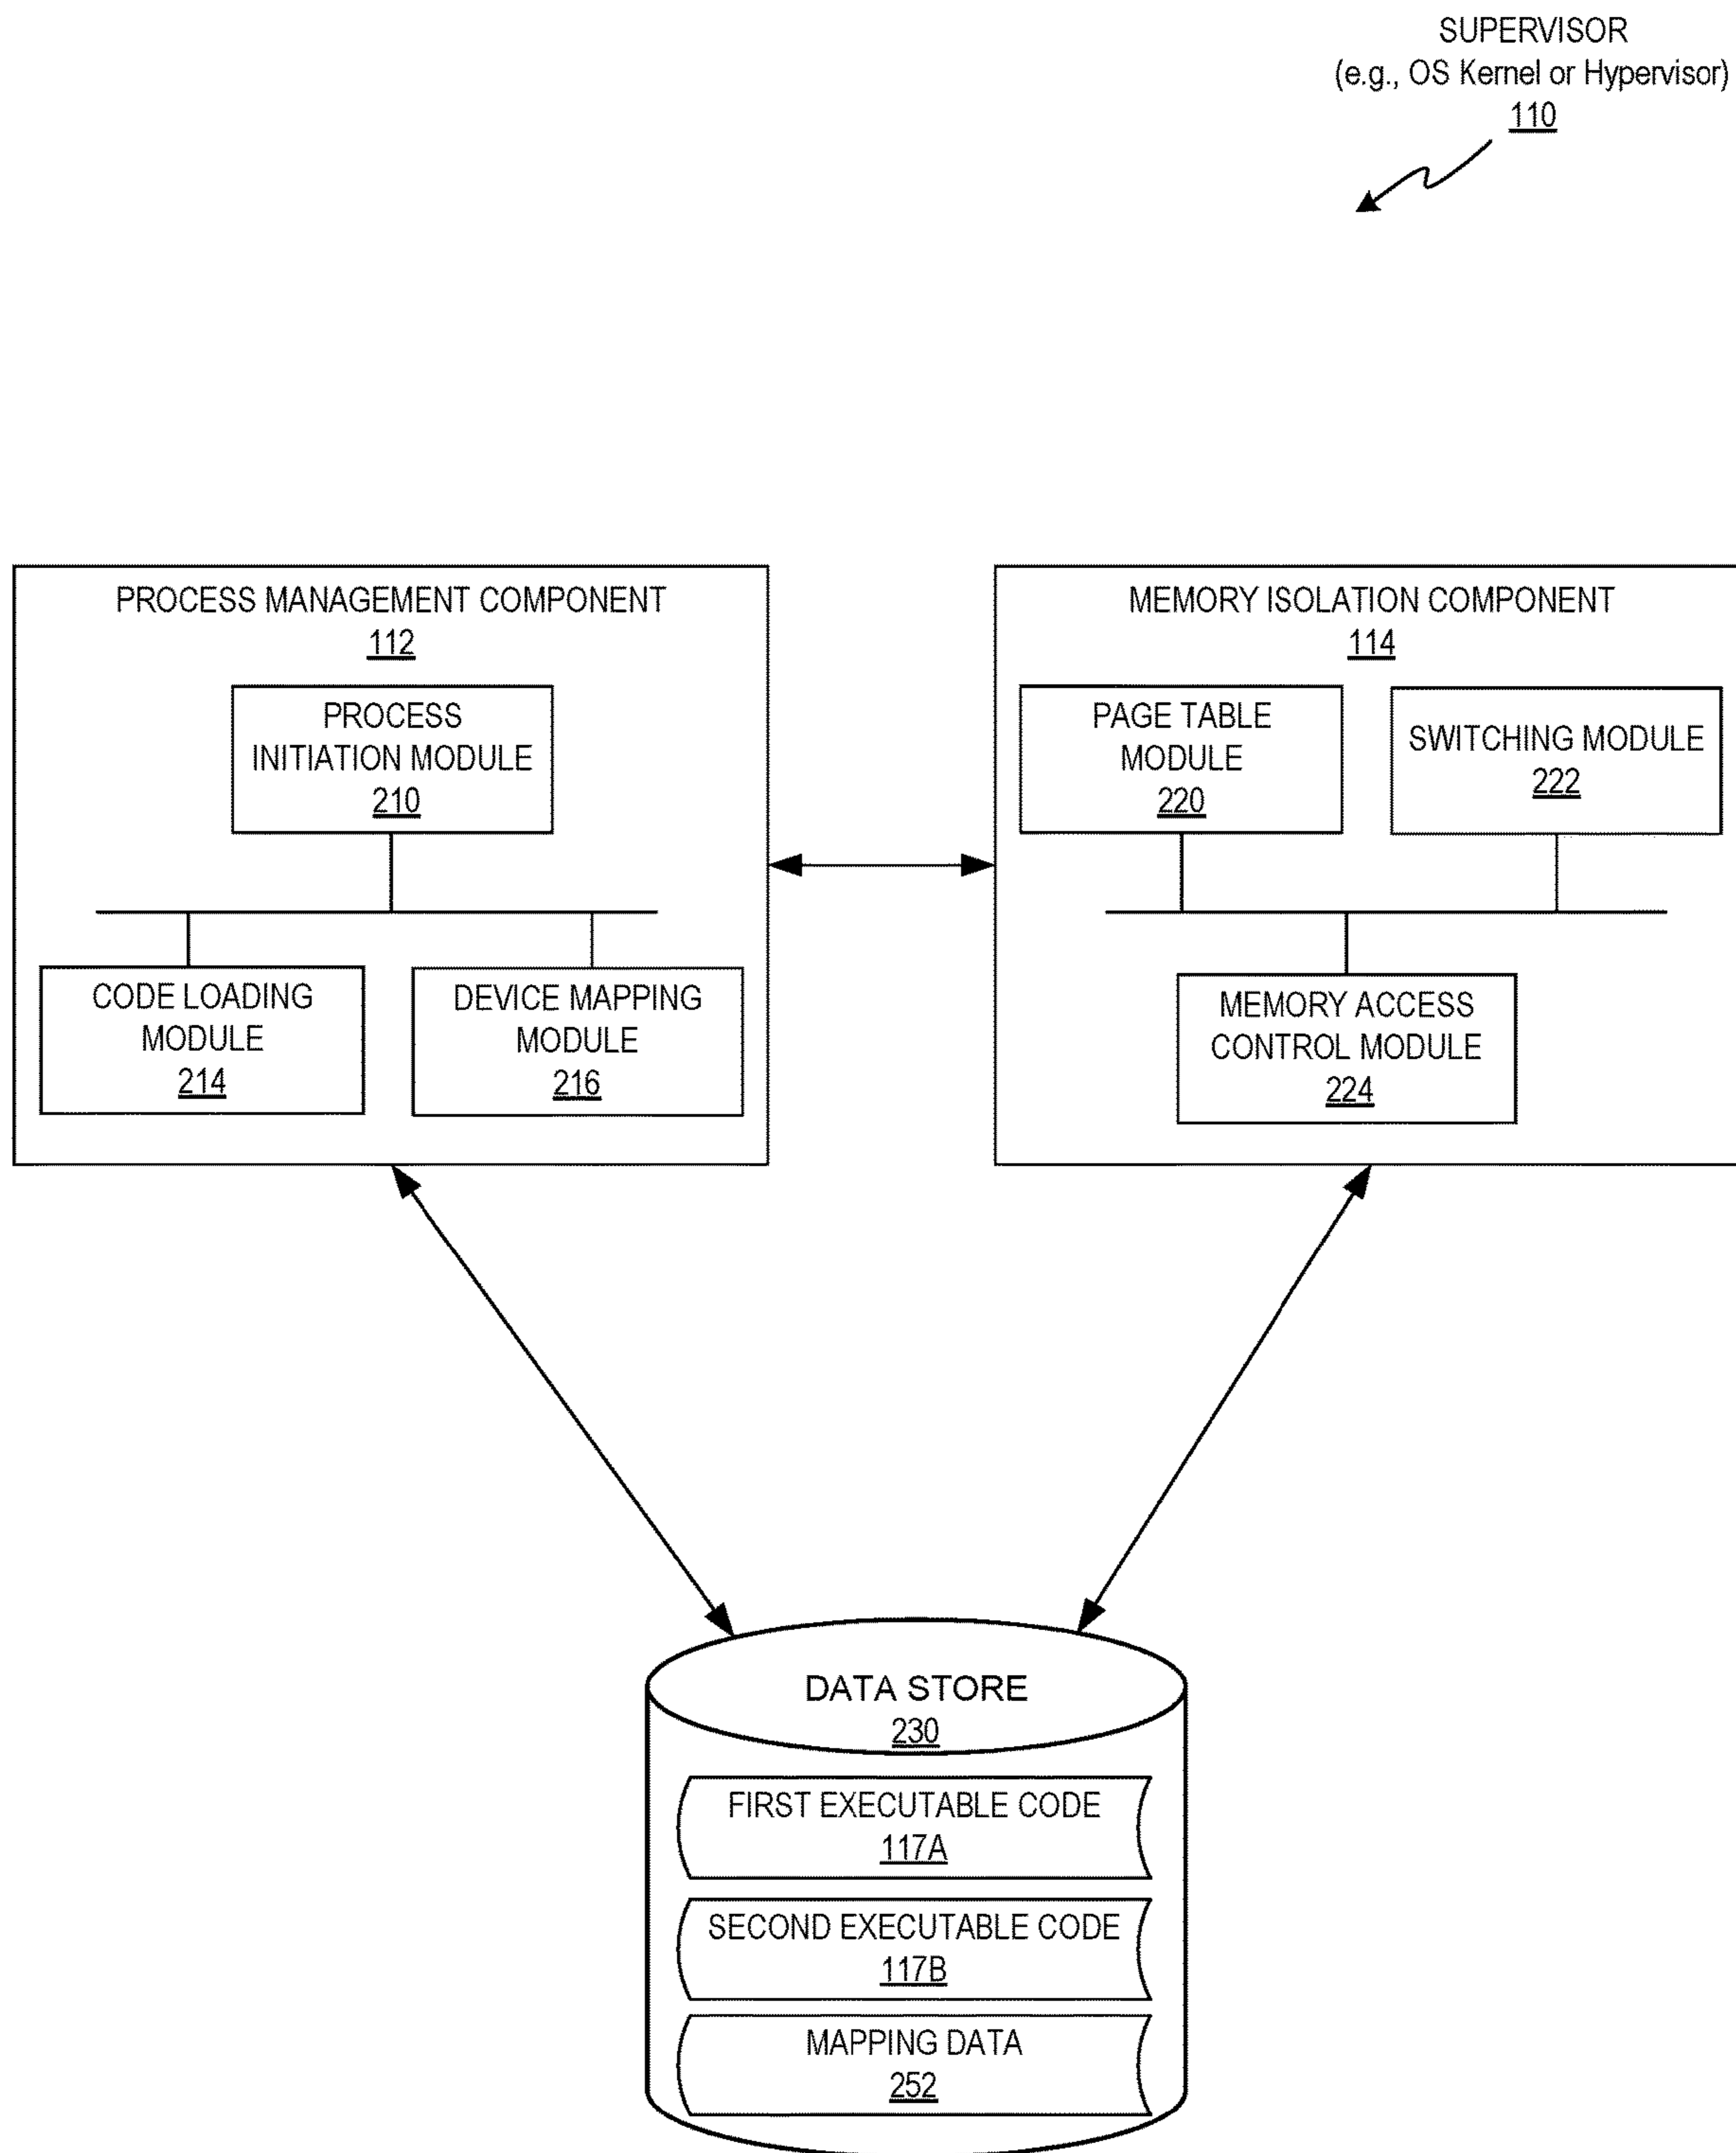 SUPERVISOR
(e.g., OS Kernel or Hypervisor)
110
PROCESS MANAGEMENT COMPONENT
112
PROCESS
INITIATION MODULE
210
CODE LOADING
MODULE
214
DEVICE MAPPING
MODULE
216
MEMORY ISOLATION COMPONENT
114
PAGE TABLE
MODULE
220
SWITCHING MODULE
222
MEMORY ACCESS
CONTROL MODULE
224
DATA STORE
230
FIRST EXECUTABLE CODE
117A
SECOND EXECUTABLE CODE
117B
MAPPING DATA
252